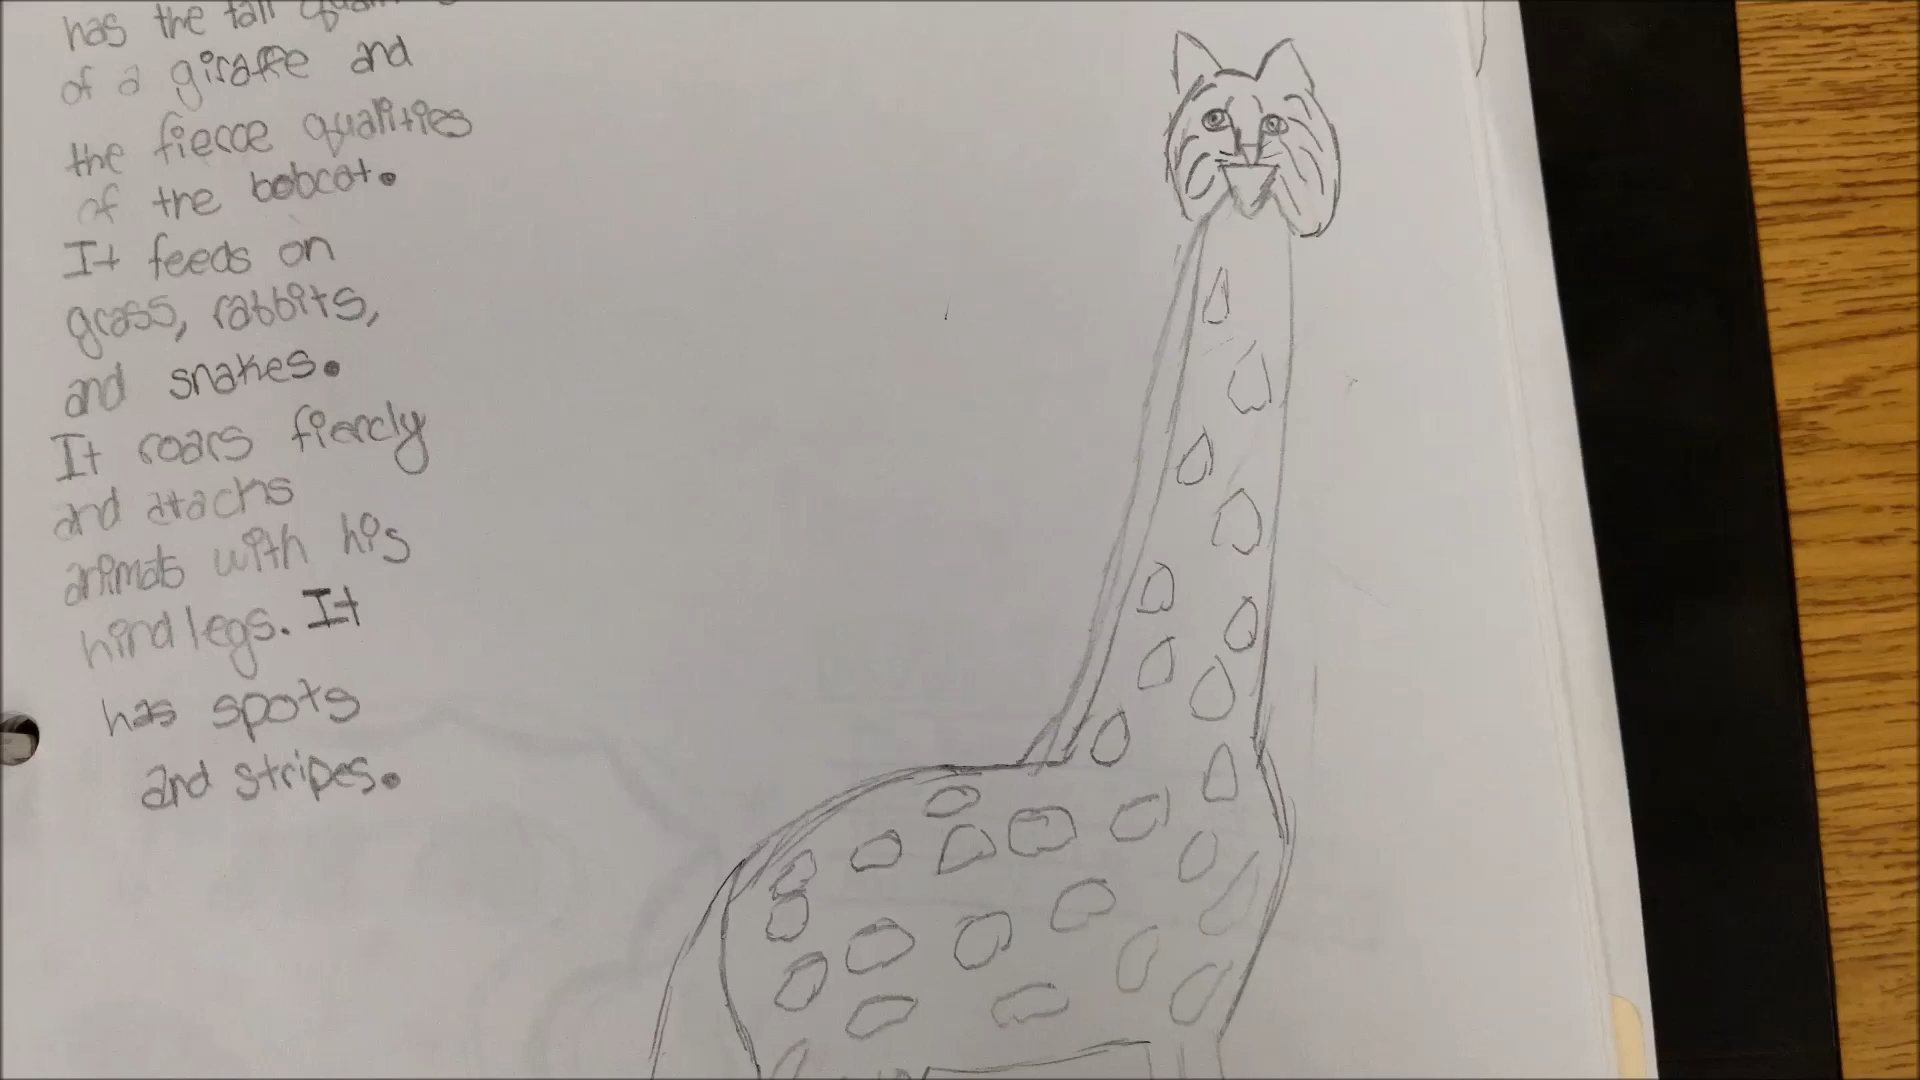 has the tall
of a giraffe and
the fierce qualities
of the bobcat.
It feeds on
grass, rabbits,
and snakes.
It roars fiercly
and atachs
animals with his
hind legs. It
has spots
and stripes.